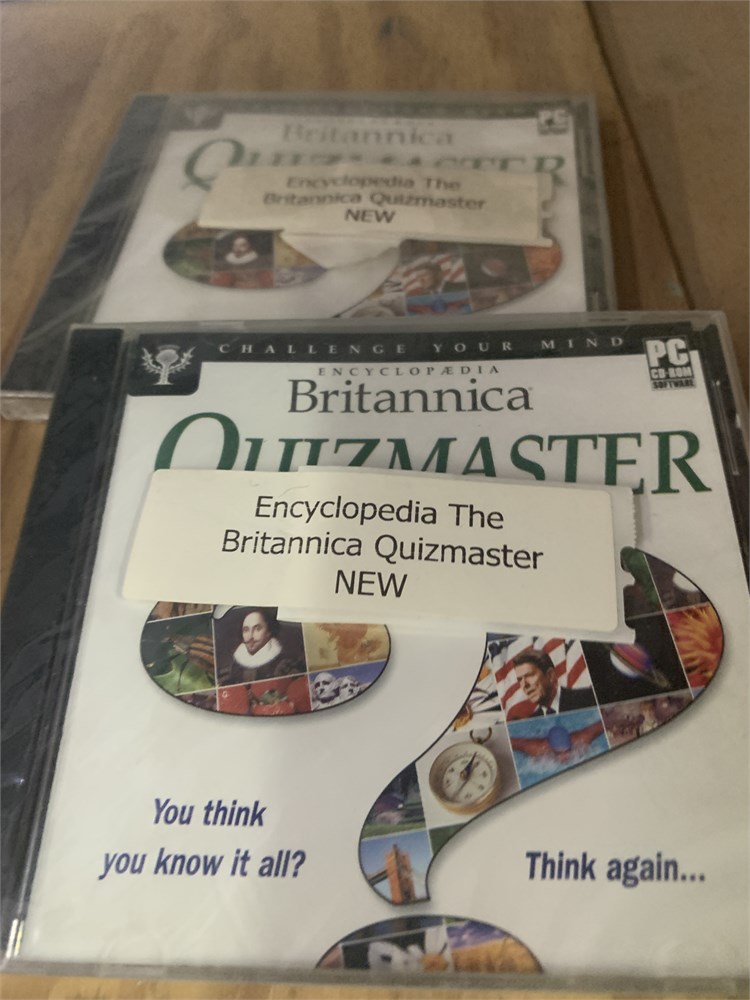 Britannica
QUIZMASTER
Encyclopedia The
Britannica Quizmaster
NEW
CHALLENGE YOUR MIND
PC
CD-ROM
SOFTWARE
ENCYCLOPÆDIA
Britannica
QUIZMASTER
Encyclopedia The
Britannica Quizmaster
NEW
You think
you know it all?
Think again...